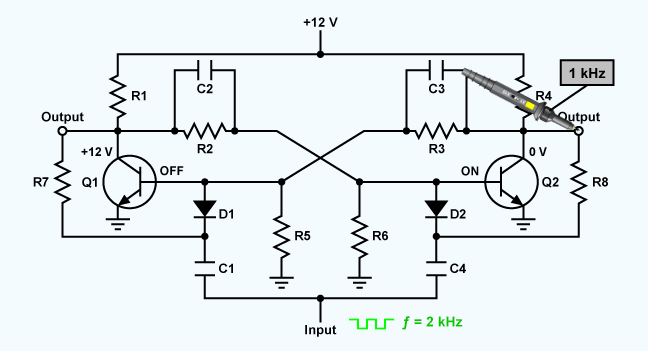 +12 V
1 kHz
C2
C3
R1
R4
Output
Output
R2
R3
+12 V
0 V
OFF
ON
R7
Q1
Q2
R8
D1
D2
R5
R6
C1
C4
Input
f = 2 kHz